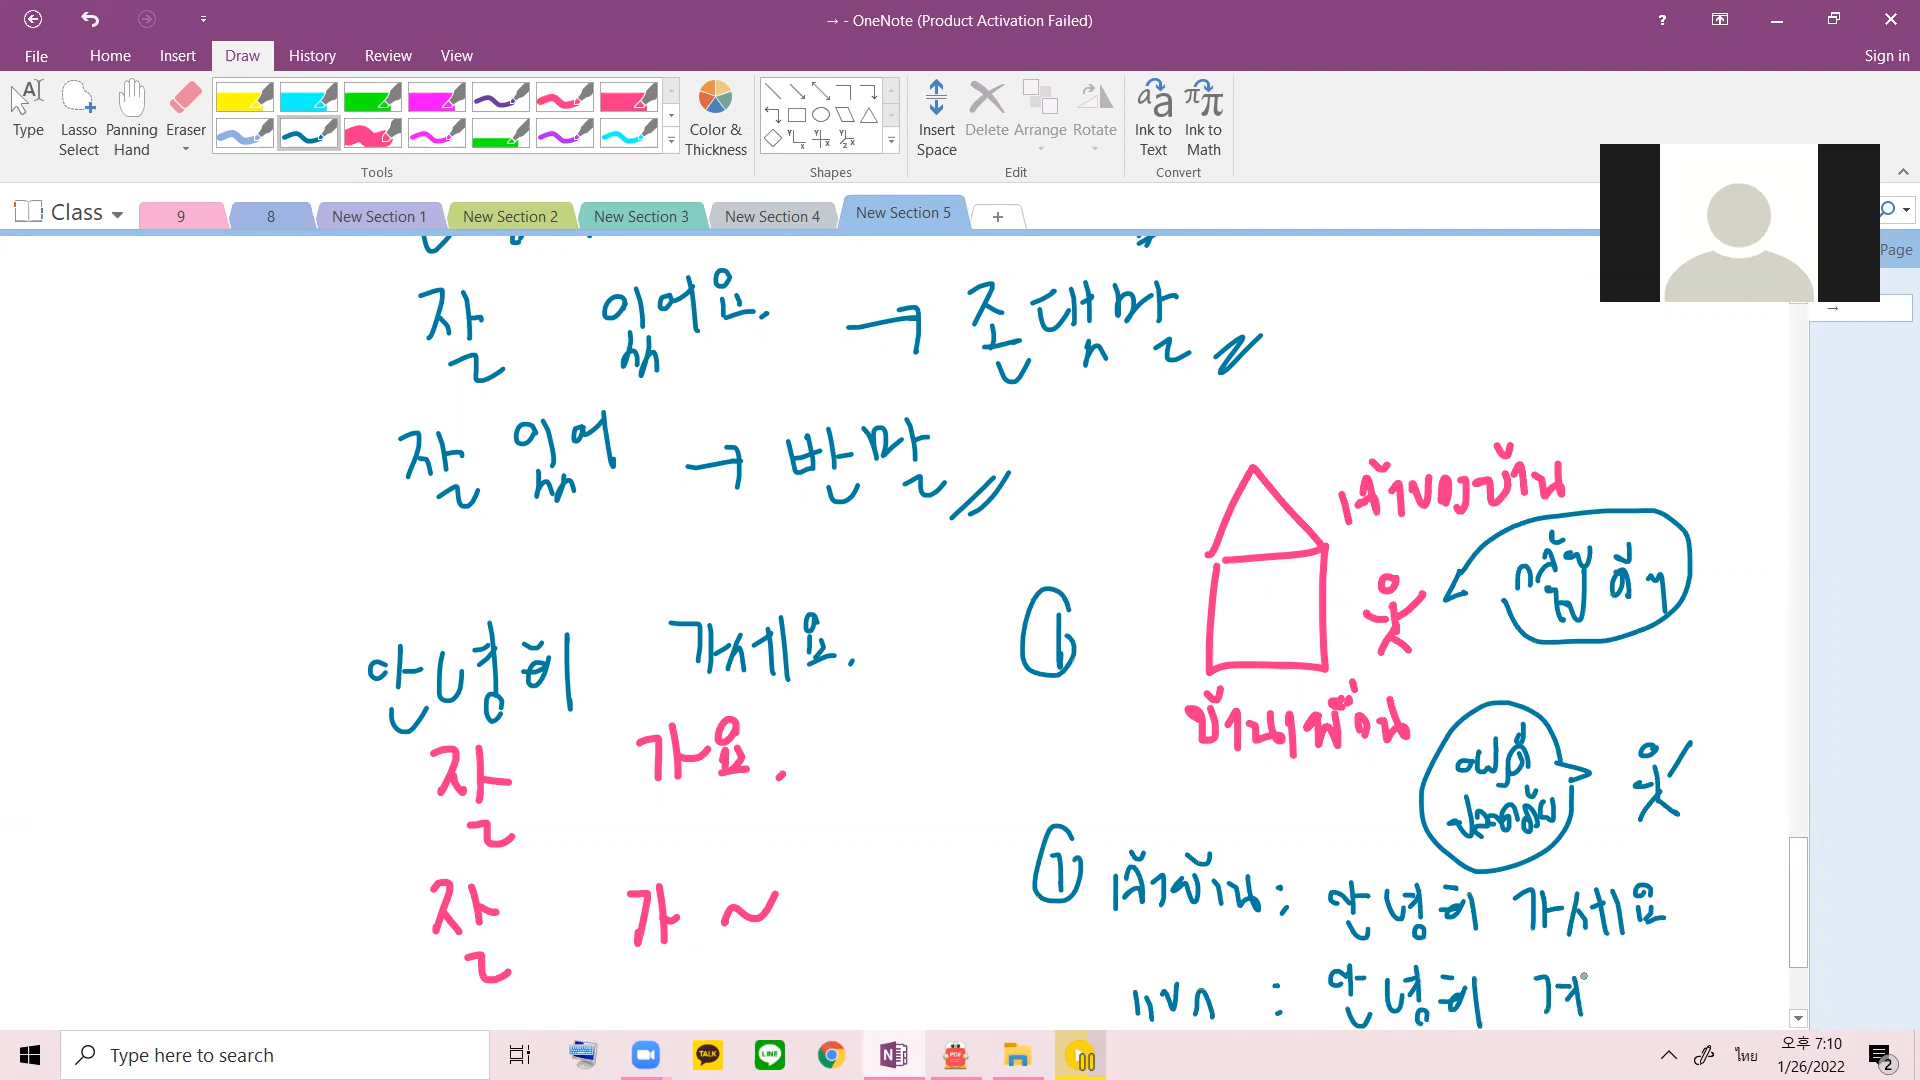 → - OneNote (Product Activation Failed)
File Home Insert Draw History Review View
Sign in
Type
Lasso Select
Panning Hand
Eraser
Color & Thickness
Insert Space
Delete
Arrange
Rotate
Ink to Text
Ink to Math
Tools
Shapes
Edit
Convert
Class
9
8
New Section 1
New Section 2
New Section 3
New Section 4
New Section 5
Page
→
잘 있어요. → 존댓말
잘 있어 → 반말
เจ้าของบ้าน
กลับดีๆ
안녕히 가세요.
บ้านเพื่อน
잘 가요.
잘 가 ~
① เจ้าบ้าน : 안녕히 가세요
แขก : 안녕히 계
Type here to search
TALK
LINE
PDF
ไทย
오후 7:10
1/26/2022
2